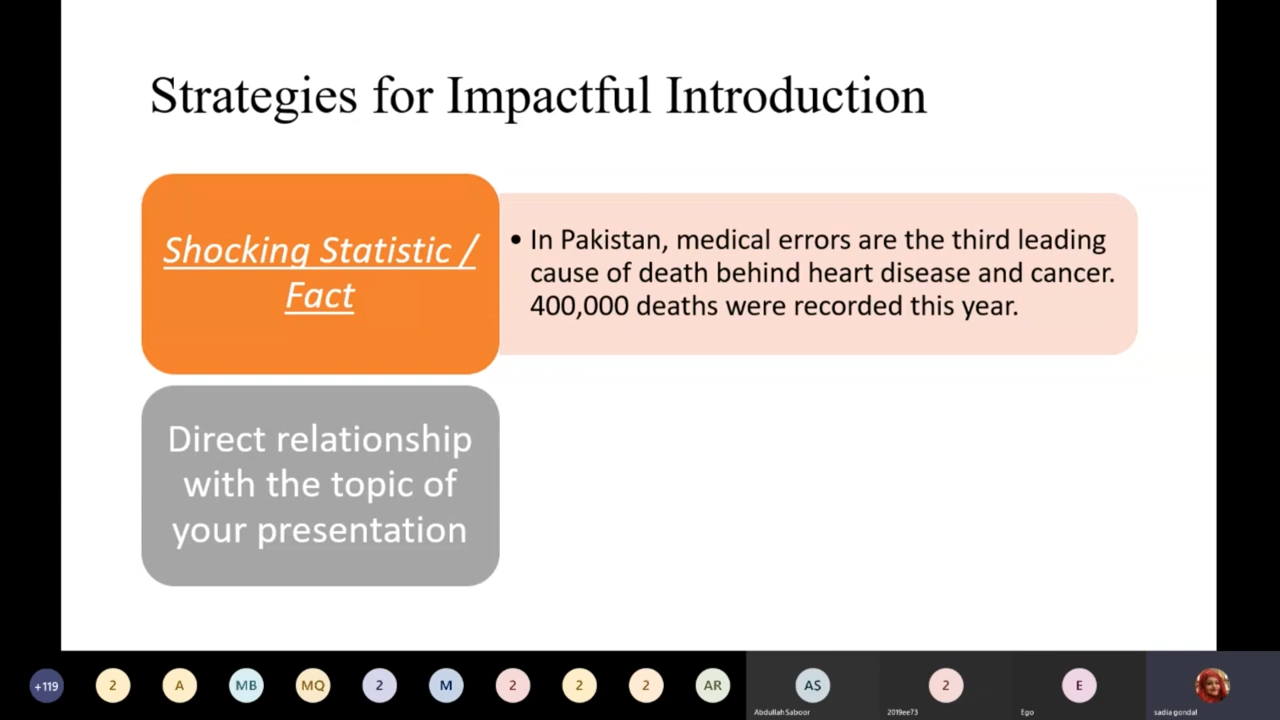 Strategies for Impactful Introduction
Shocking Statistic /
Fact
• In Pakistan, medical errors are the third leading
cause of death behind heart disease and cancer.
400,000 deaths were recorded this year.
Direct relationship
with the topic of
your presentation
+119
2
A
MB
MQ
2
M
2
2
2
AR
AS
2
E
Abdullah Saboor
2019ee73
Ego
sadia gondal